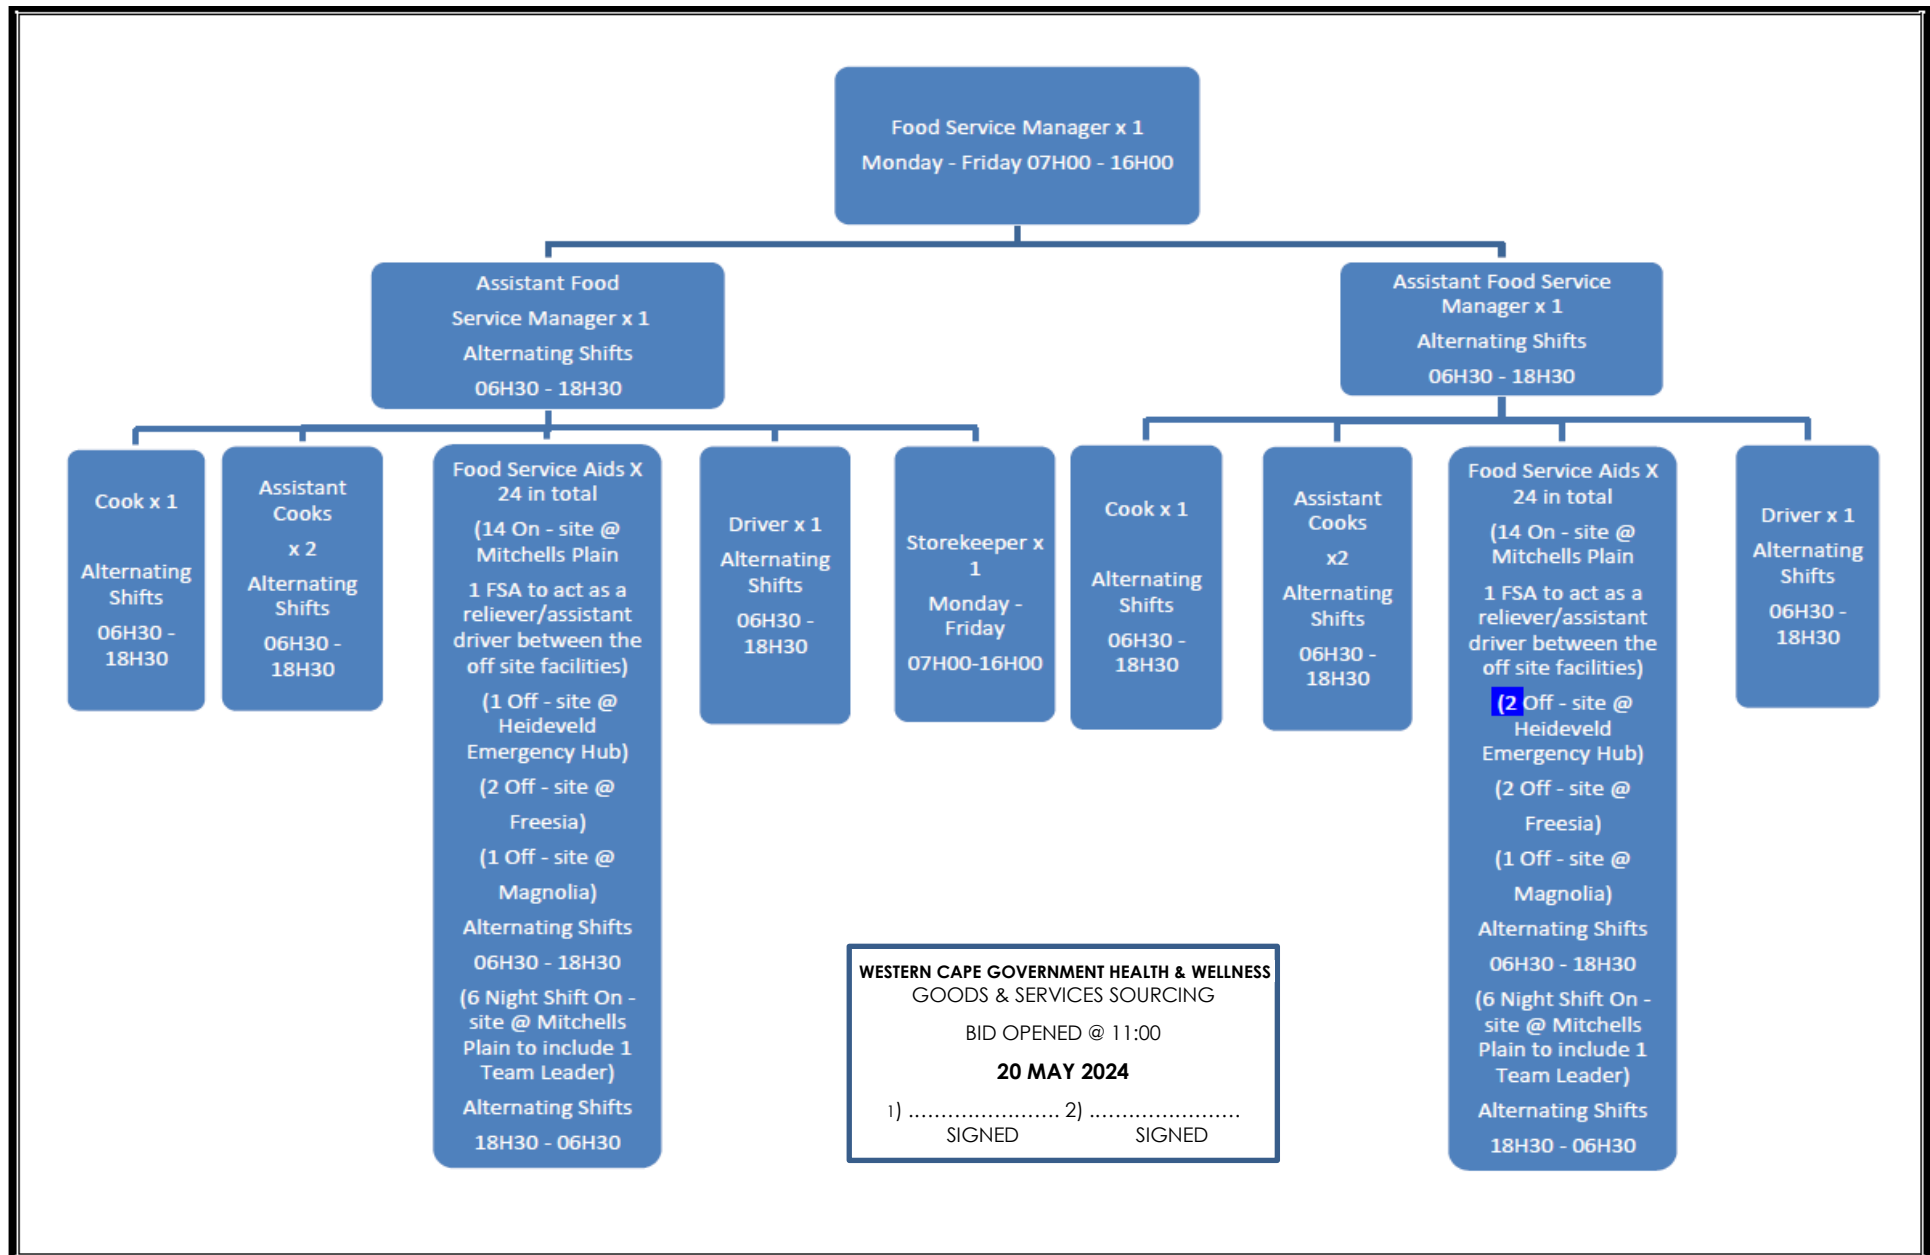 Food Service Manager x 1
Monday - Friday 07H00 - 16H00
Assistant Food
Service Manager x 1
Alternating Shifts
06H30 - 18H30
Assistant Food Service
Manager x 1
Alternating Shifts
06H30 - 18H30
Cook x 1
Alternating
Shifts
06H30 -
18H30
Assistant
Cooks
x 2
Alternating
Shifts
06H30 -
18H30
Food Service Aids X
24 in total
(14 On - site @
Mitchells Plain
1 FSA to act as a
reliever/assistant
driver between the
off site facilities)
(1 Off - site @
Heideveld
Emergency Hub)
(2 Off - site @
Freesia)
(1 Off - site @
Magnolia)
Alternating Shifts
06H30 - 18H30
(6 Night Shift On -
site @ Mitchells
Plain to include 1
Team Leader)
Alternating Shifts
18H30 - 06H30
Driver x 1
Alternating
Shifts
06H30 -
18H30
Storekeeper x
1
Monday -
Friday
07H00-16H00
Cook x 1
Alternating
Shifts
06H30 -
18H30
Assistant
Cooks
x2
Alternating
Shifts
06H30 -
18H30
Food Service Aids X
24 in total
(14 On - site @
Mitchells Plain
1 FSA to act as a
reliever/assistant
driver between the
off site facilities)
(2 Off - site @
Heideveld
Emergency Hub)
(2 Off - site @
Freesia)
(1 Off - site @
Magnolia)
Alternating Shifts
06H30 - 18H30
(6 Night Shift On -
site @ Mitchells
Plain to include 1
Team Leader)
Alternating Shifts
18H30 - 06H30
Driver x 1
Alternating
Shifts
06H30 -
18H30
WESTERN CAPE GOVERNMENT HEALTH & WELLNESS
GOODS & SERVICES SOURCING
BID OPENED @ 11:00
20 MAY 2024
1) ....................... 2) .......................
SIGNED SIGNED